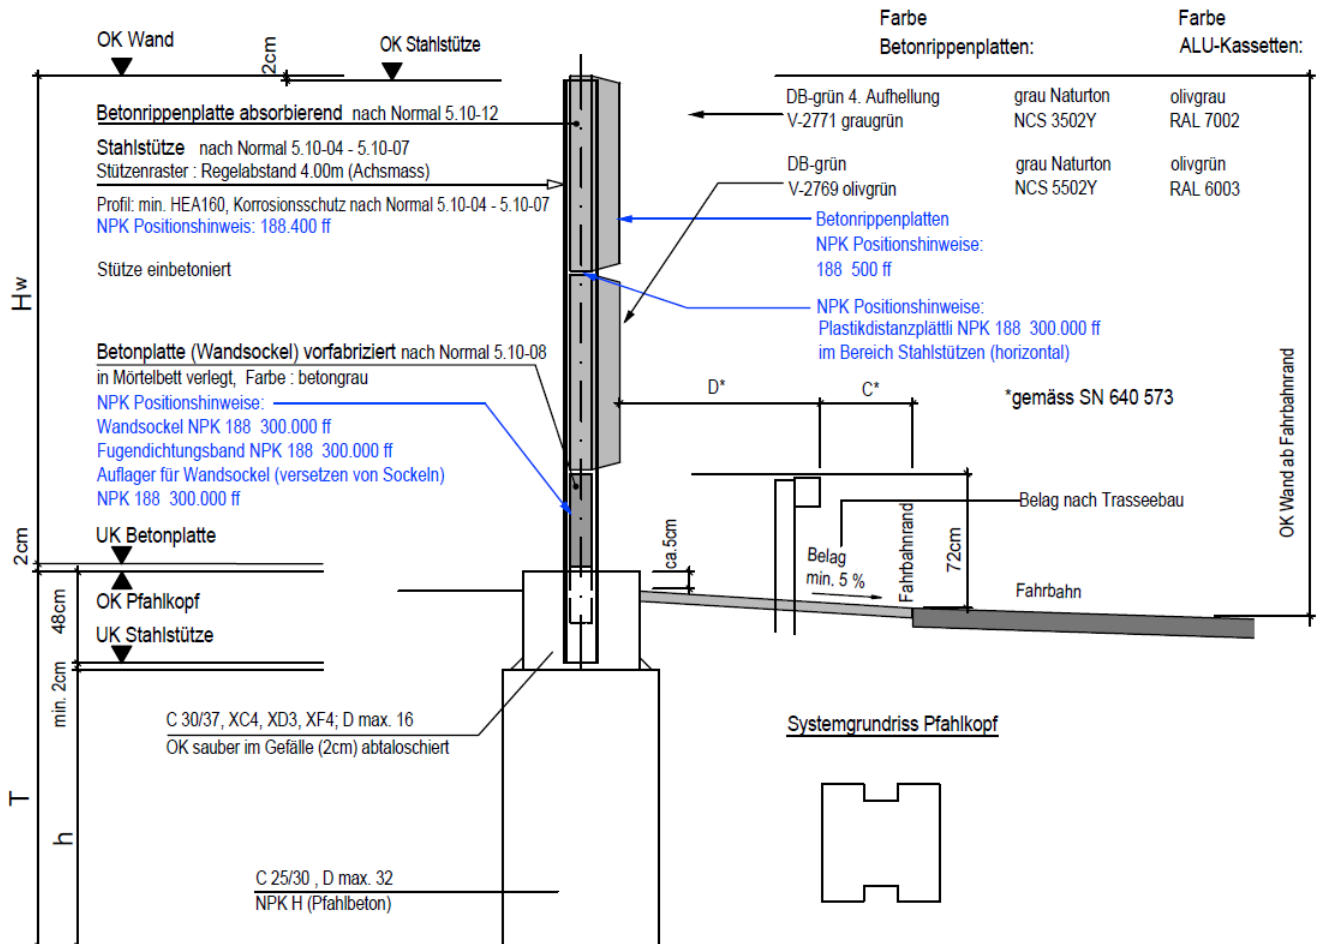 Farbe
Betonrippenplatten:
Farbe
ALU-Kassetten:
OK Wand
2cm
OK Stahlstütze
Betonrippenplatte absorbierend nach Normal 5.10-12
Stahlstütze nach Normal 5.10-04 - 5.10-07
Stützenraster : Regelabstand 4.00m (Achsmass)
Profil: min. HEA160, Korrosionsschutz nach Normal 5.10-04 - 5.10-07
NPK Positionshinweis: 188.400 ff
Stütze einbetoniert
Hw
DB-grün 4. Aufhellung
V-2771 graugrün
grau Naturton
NCS 3502Y
olivgrau
RAL 7002
DB-grün
V-2769 olivgrün
grau Naturton
NCS 5502Y
olivgrün
RAL 6003
Betonrippenplatten
NPK Positionshinweise:
188 500 ff
NPK Positionshinweise:
Plastikdistanzplättli NPK 188 300.000 ff
im Bereich Stahlstützen (horizontal)
Betonplatte (Wandsockel) vorfabriziert nach Normal 5.10-08
in Mörtelbett verlegt, Farbe : betongrau
NPK Positionshinweise:
Wandsockel NPK 188 300.000 ff
Fugendichtungsband NPK 188 300.000 ff
Auflager für Wandsockel (versetzen von Sockeln)
NPK 188 300.000 ff
D*
C*
*gemäss SN 640 573
OK Wand ab Fahrbahnrand
2cm
UK Betonplatte
OK Pfahlkopf
UK Stahlstütze
48cm
min. 2cm
ca.5cm
Belag
min. 5 %
Fahrbahnrand
72cm
Belag nach Trasseebau
Fahrbahn
C 30/37, XC4, XD3, XF4; D max. 16
OK sauber im Gefälle (2cm) abtaloschiert
Systemgrundriss Pfahlkopf
T
h
C 25/30 , D max. 32
NPK H (Pfahlbeton)